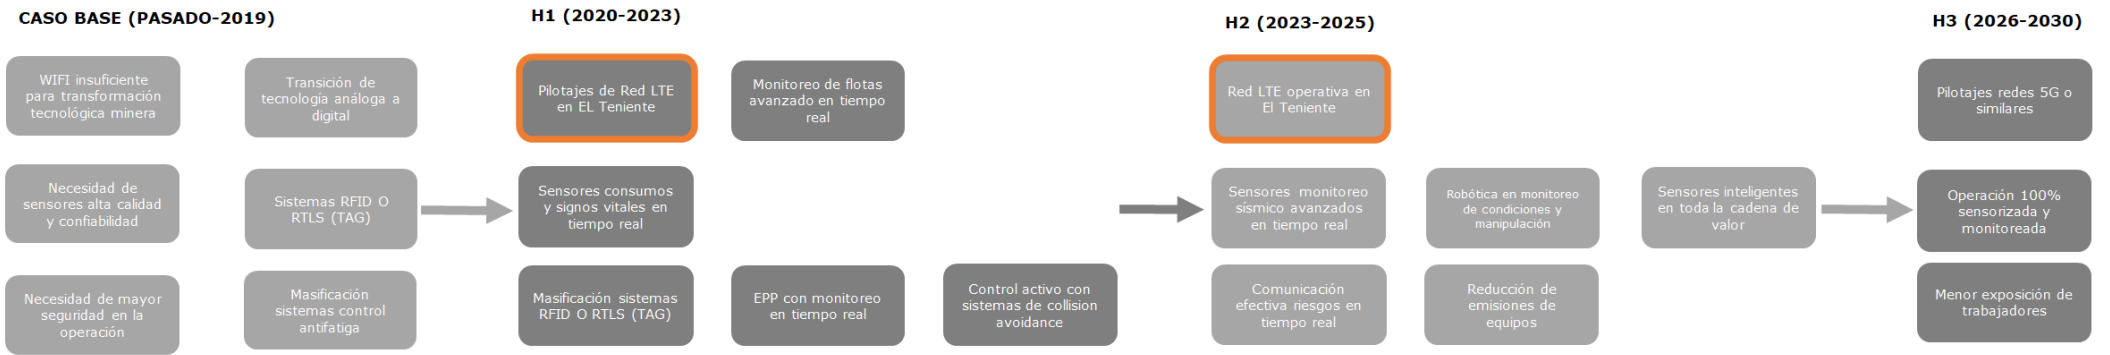 CASO BASE (PASADO-2019)
WIFI insuficiente
para transformación
tecnológica minera
Transición de
tecnología análoga a
digital
Necesidad de
sensores alta calidad
y confiabilidad
Sistemas RFID O
RTLS (TAG)
Necesidad de mayor
seguridad en la
operación
Masificación
sistemas control
antifatiga
H1 (2020-2023)
Pilotajes de Red LTE
en EL Teniente
Monitoreo de flotas
avanzado en tiempo
real
Sensores consumos
y signos vitales en
tiempo real
Masificación sistemas
RFID O RTLS (TAG)
EPP con monitoreo
en tiempo real
Control activo con
sistemas de collision
avoidance
H2 (2023-2025)
Red LTE operativa en
El Teniente
Sensores monitoreo
sísmico avanzados
en tiempo real
Robótica en monitoreo
de condiciones y
manipulación
Sensores inteligentes
en toda la cadena de
valor
Comunicación
efectiva riesgos en
tiempo real
Reducción de
emisiones de
equipos
H3 (2026-2030)
Pilotajes redes 5G o
similares
Operación 100%
sensorizada y
monitoreada
Menor exposición de
trabajadores